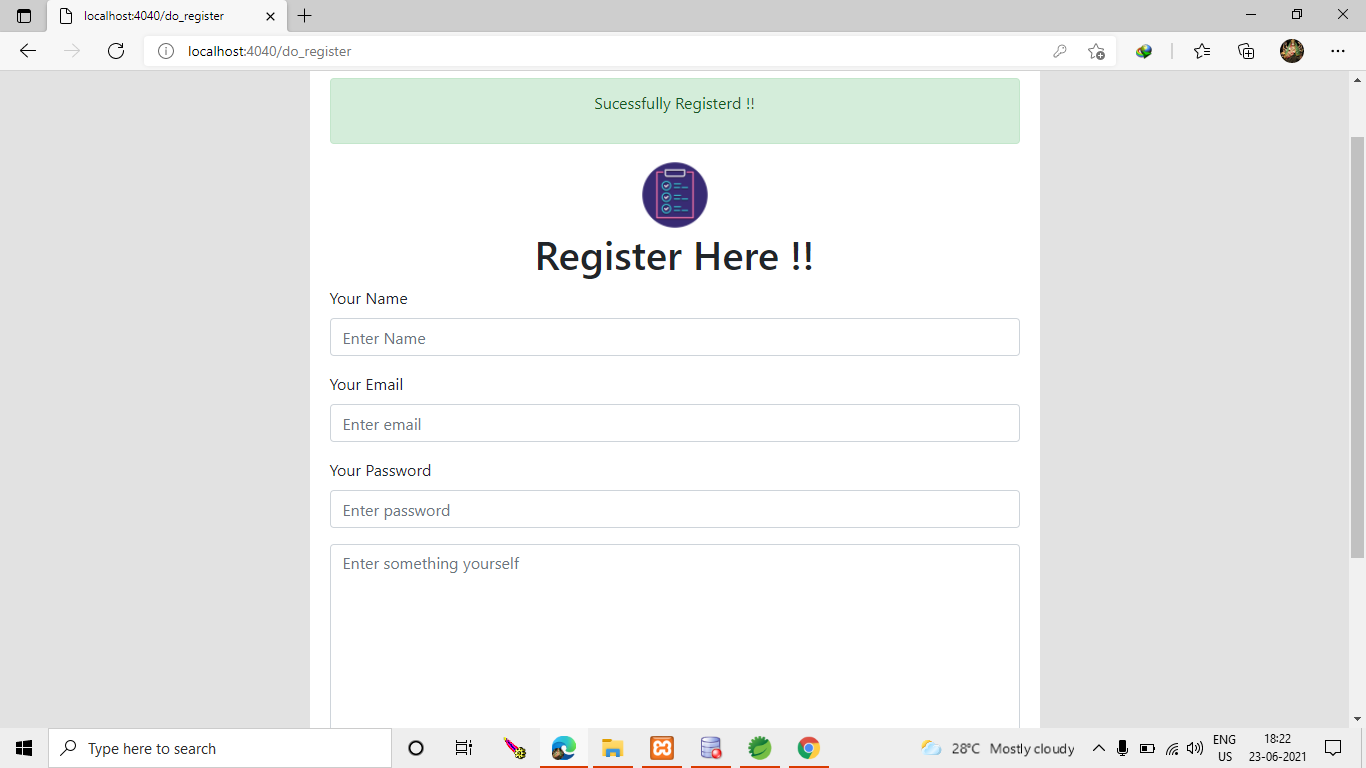 localhost:4040/do_register
localhost:4040/do_register
Sucessfully Registerd !!
Register Here !!
Your Name
Enter Name
Your Email
Enter email
Your Password
Enter password
Enter something yourself
Type here to search
28°C Mostly cloudy
ENG
US
18:22
23-06-2021